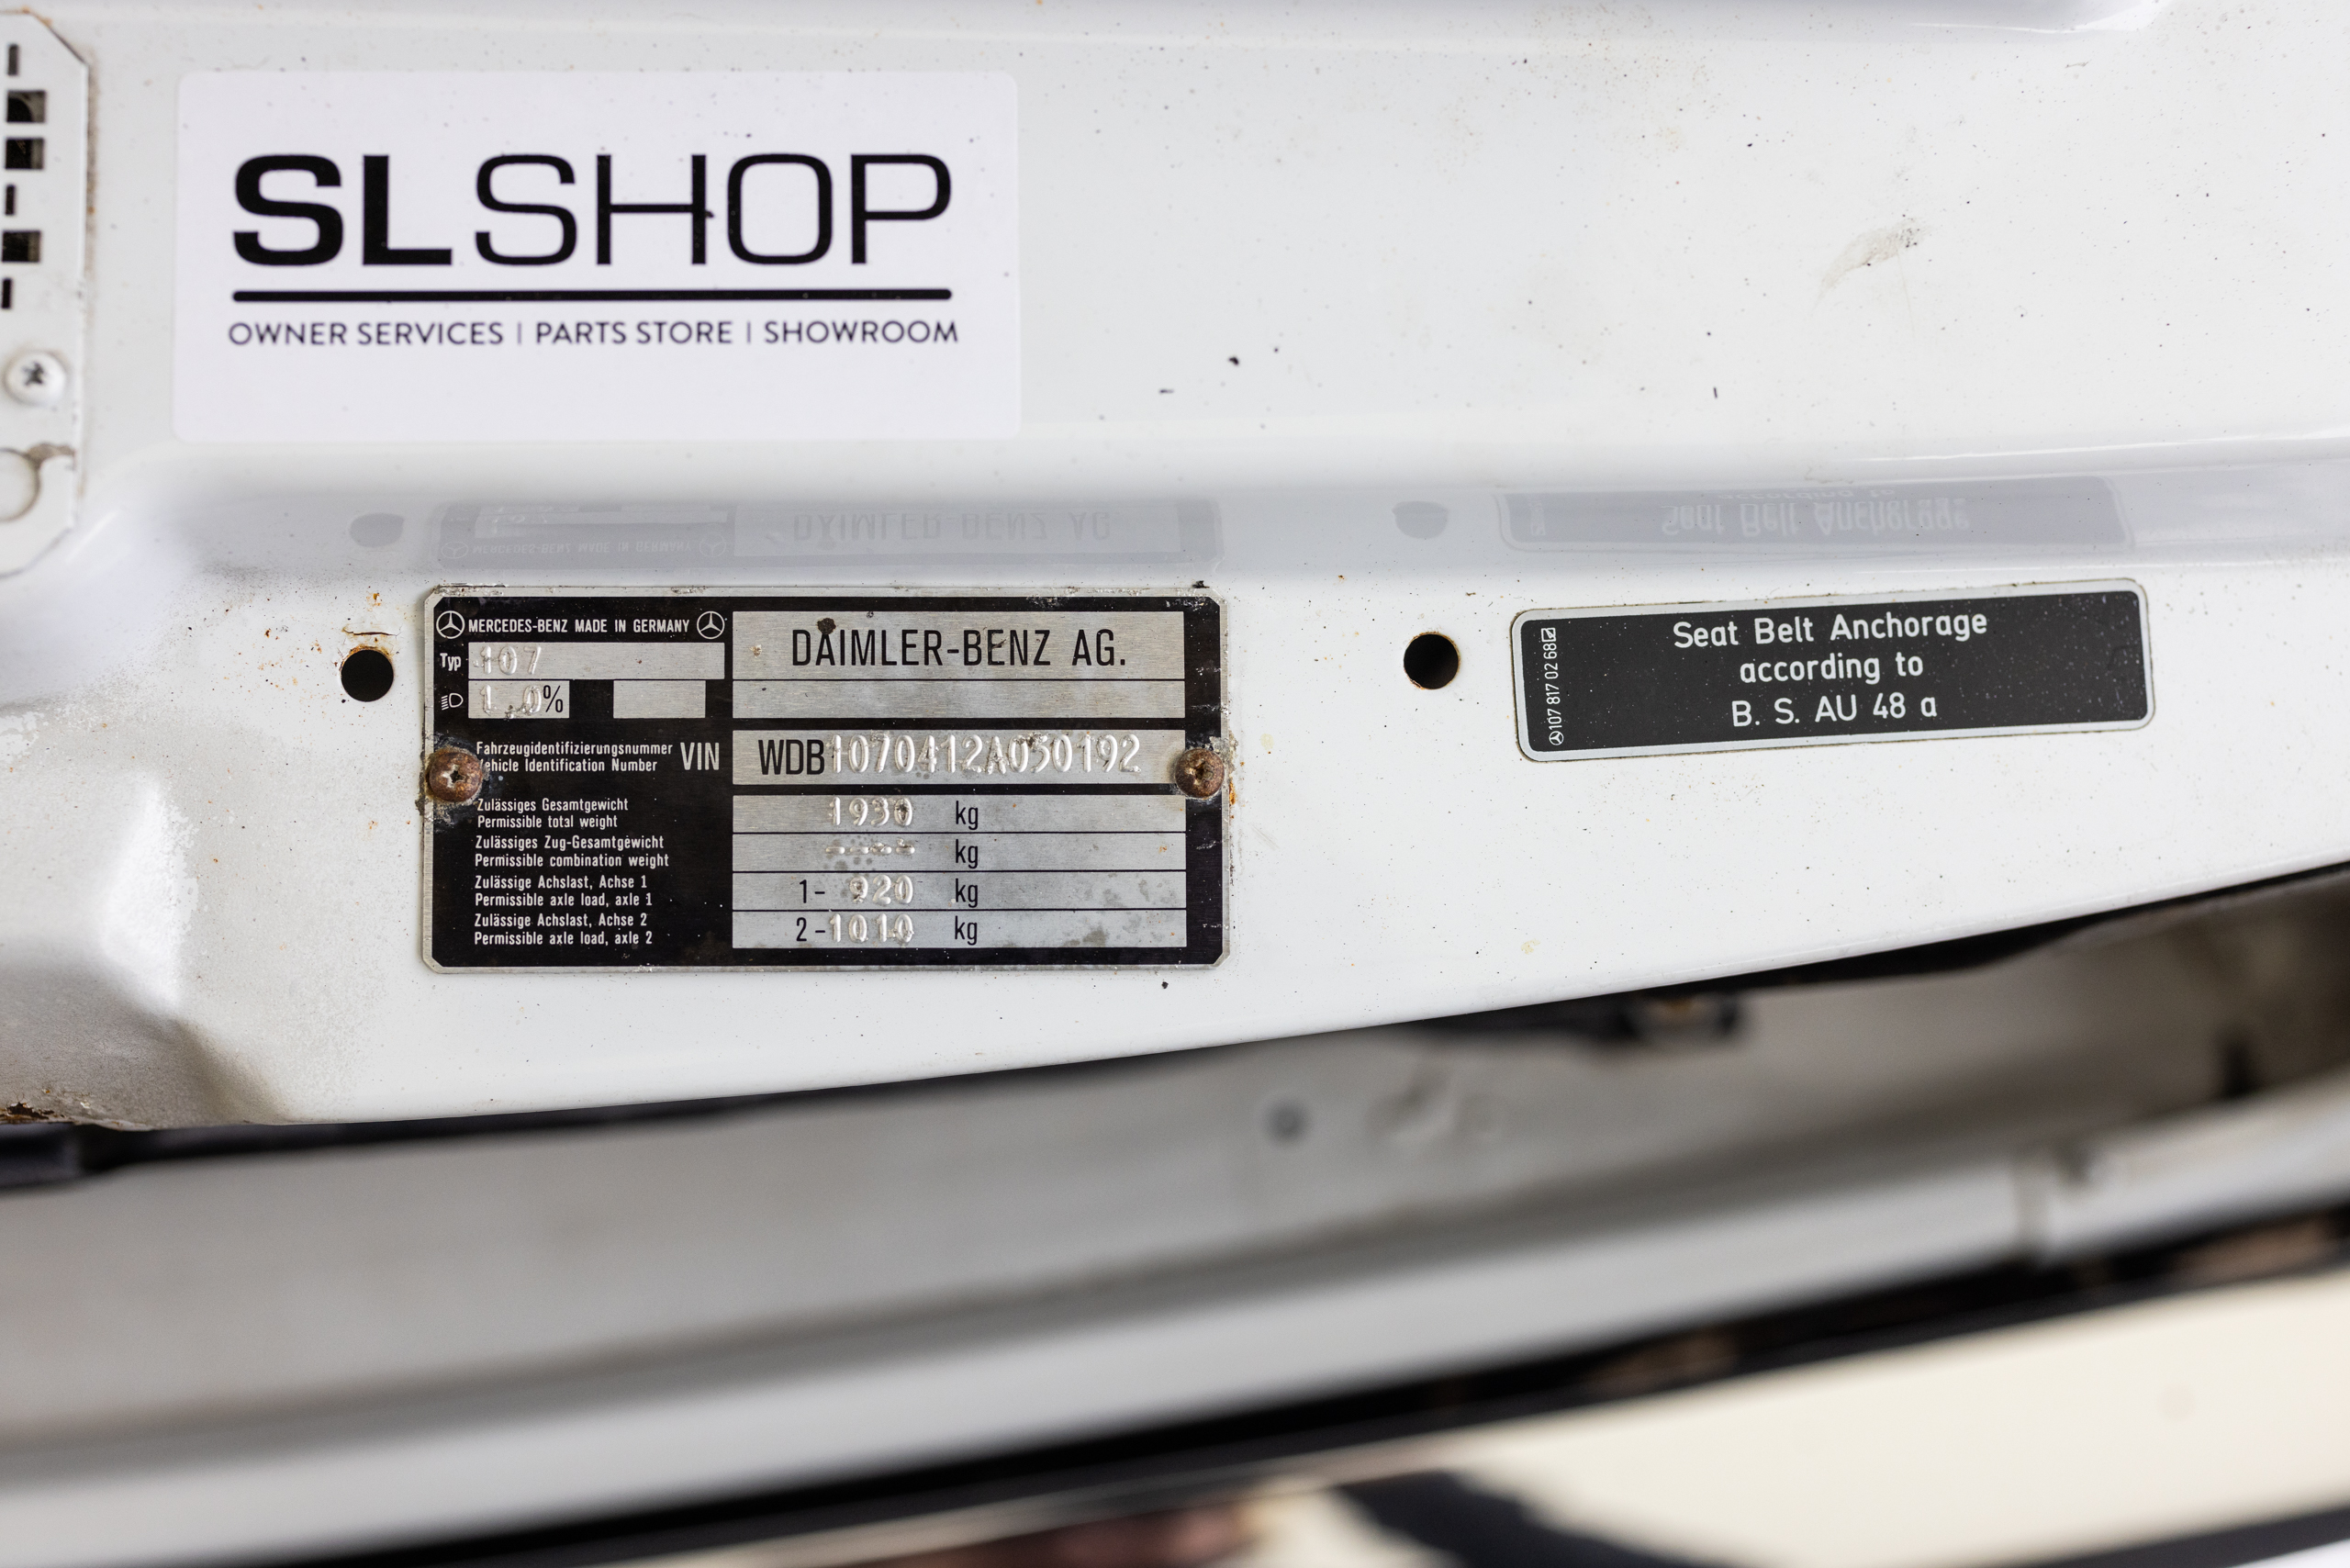 SLSHOP
OWNER SERVICES | PARTS STORE | SHOWROOM
MERCEDES-BENZ MADE IN GERMANY
Typ 107
1.0%
DAIMLER-BENZ AG.
Fahrzeugidentifizierungsnummer
Vehicle Identification Number
VIN
WDB1070412A050192
Zulässiges Gesamtgewicht
Permissible total weight
1930 kg
Zulässiges Zug-Gesamtgewicht
Permissible combination weight
---- kg
Zulässige Achslast, Achse 1
Permissible axle load, axle 1
1- 920 kg
Zulässige Achslast, Achse 2
Permissible axle load, axle 2
2-1010 kg
107 817 02 68
Seat Belt Anchorage
according to
B. S. AU 48 a